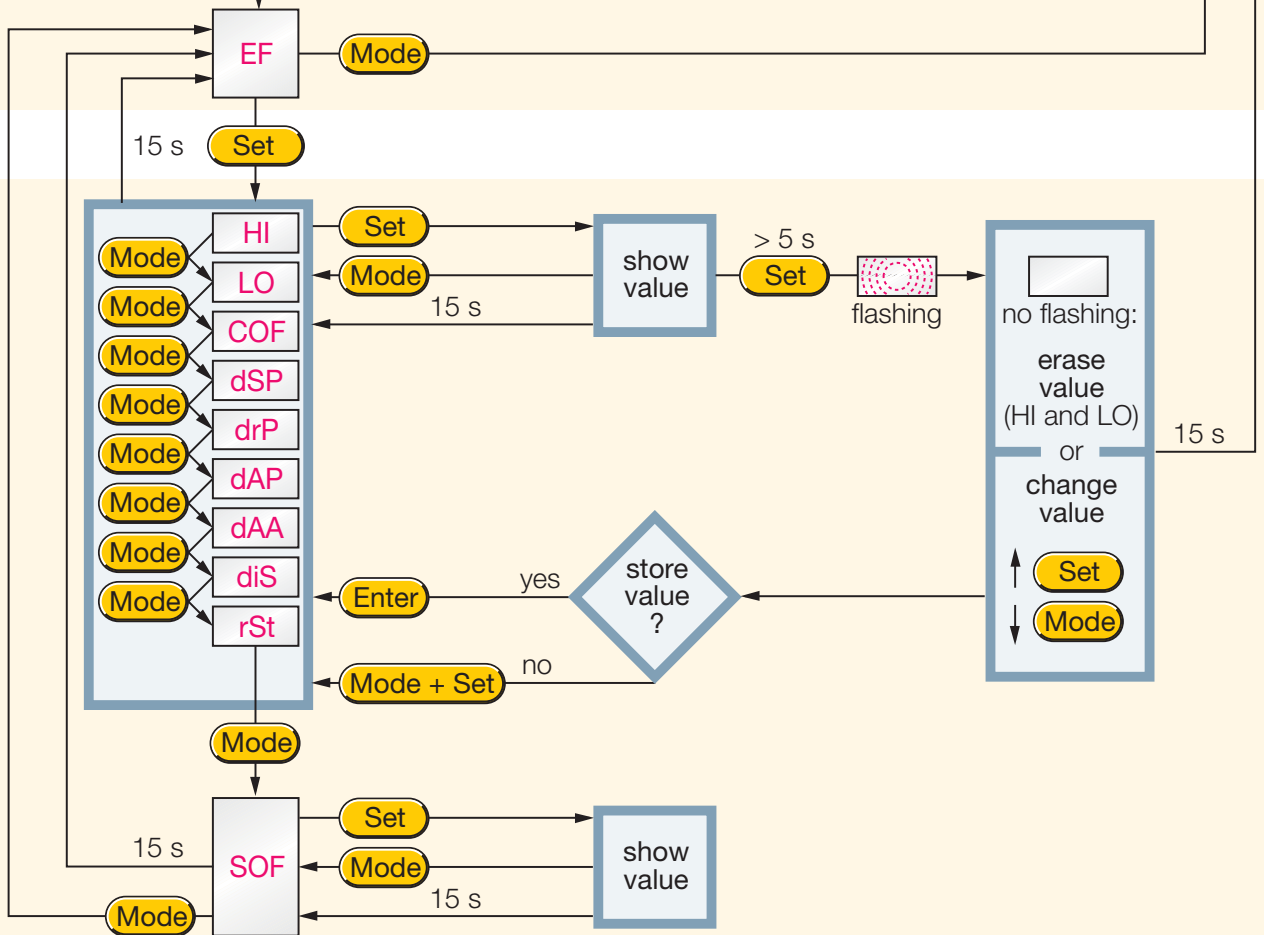 EF
Mode
15 s
Set
HI
Set
Mode
LO
Mode
Mode
15 s
COF
Mode
dSP
Mode
drP
Mode
dAP
Mode
dAA
Mode
diS
Mode
rSt
show
value
> 5 s
Set
flashing
no flashing:
erase
value
(HI and LO)
or
change
value
Set
Mode
15 s
store
value
?
yes
Enter
no
Mode + Set
Mode
SOF
15 s
Mode
Set
Mode
15 s
show
value